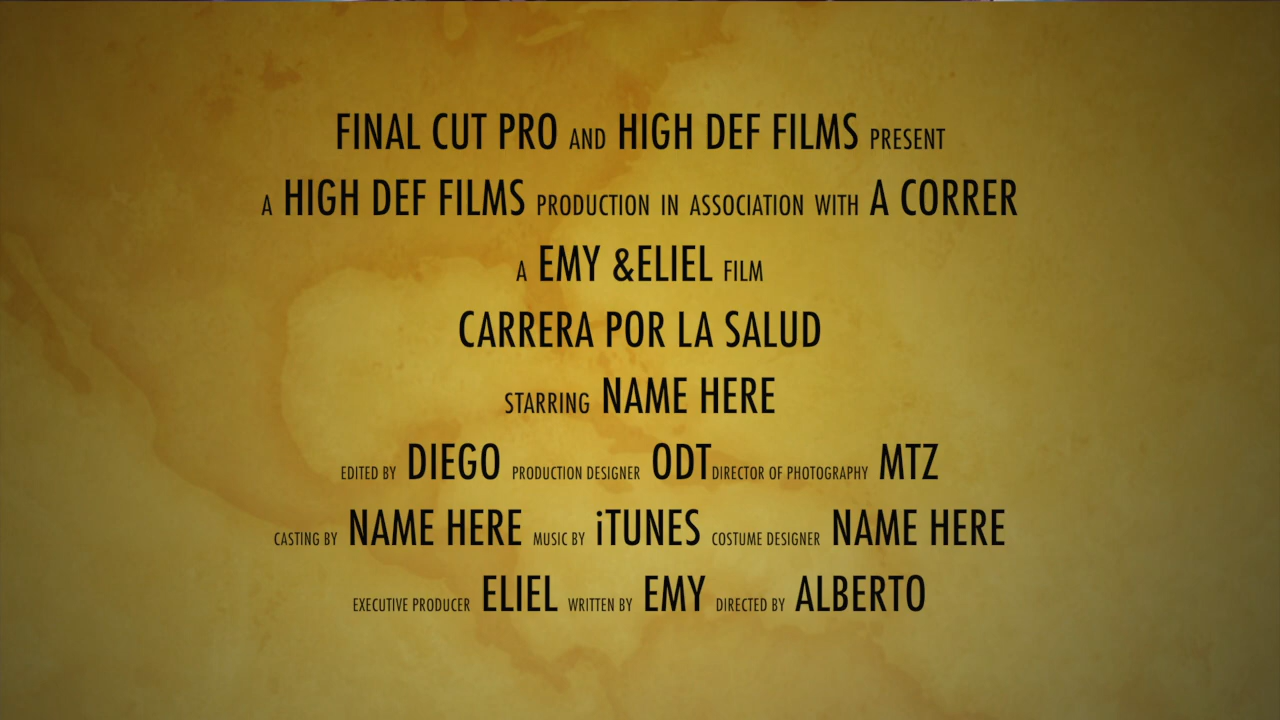 FINAL CUT PRO AND HIGH DEF FILMS PRESENT
A HIGH DEF FILMS PRODUCTION IN ASSOCIATION WITH A CORRER
A EMY &ELIEL FILM
CARRERA POR LA SALUD
STARRING NAME HERE
EDITED BY DIEGO PRODUCTION DESIGNER ODTDIRECTOR OF PHOTOGRAPHY MTZ
CASTING BY NAME HERE MUSIC BY iTUNES COSTUME DESIGNER NAME HERE
EXECUTIVE PRODUCER ELIEL WRITTEN BY EMY DIRECTED BY ALBERTO